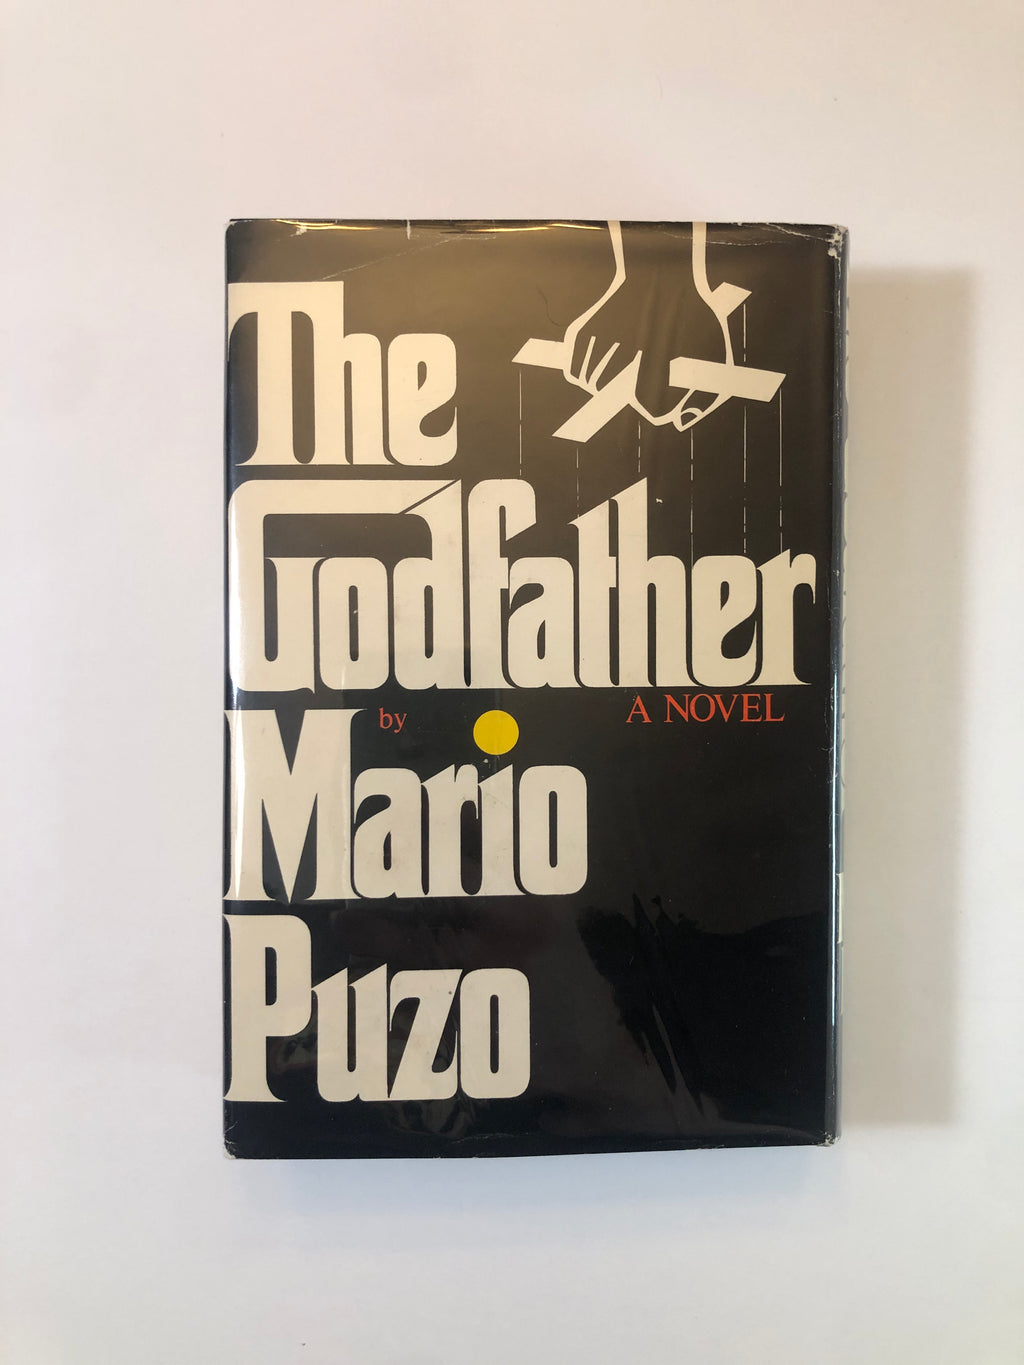 The
Godfather
by
A NOVEL
Mario
Puzo